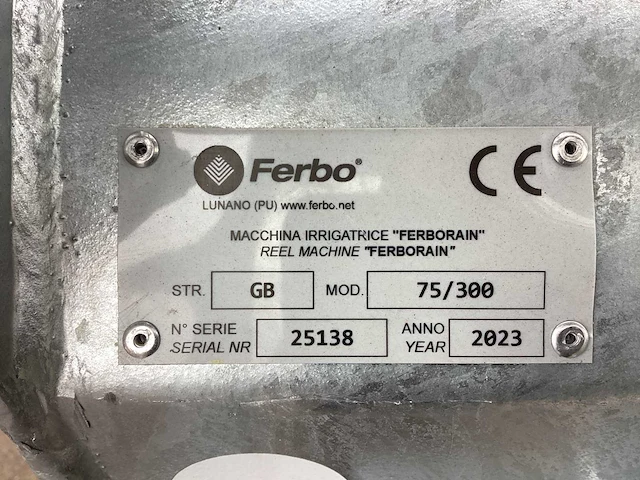 Ferbo®
CE
LUNANO (PU) www.ferbo.net
MACCHINA IRRIGATRICE "FERBORAIN"
REEL MACHINE "FERBORAIN"
STR. GB MOD. 75/300
N° SERIE 25138 ANNO 2023
SERIAL NR YEAR